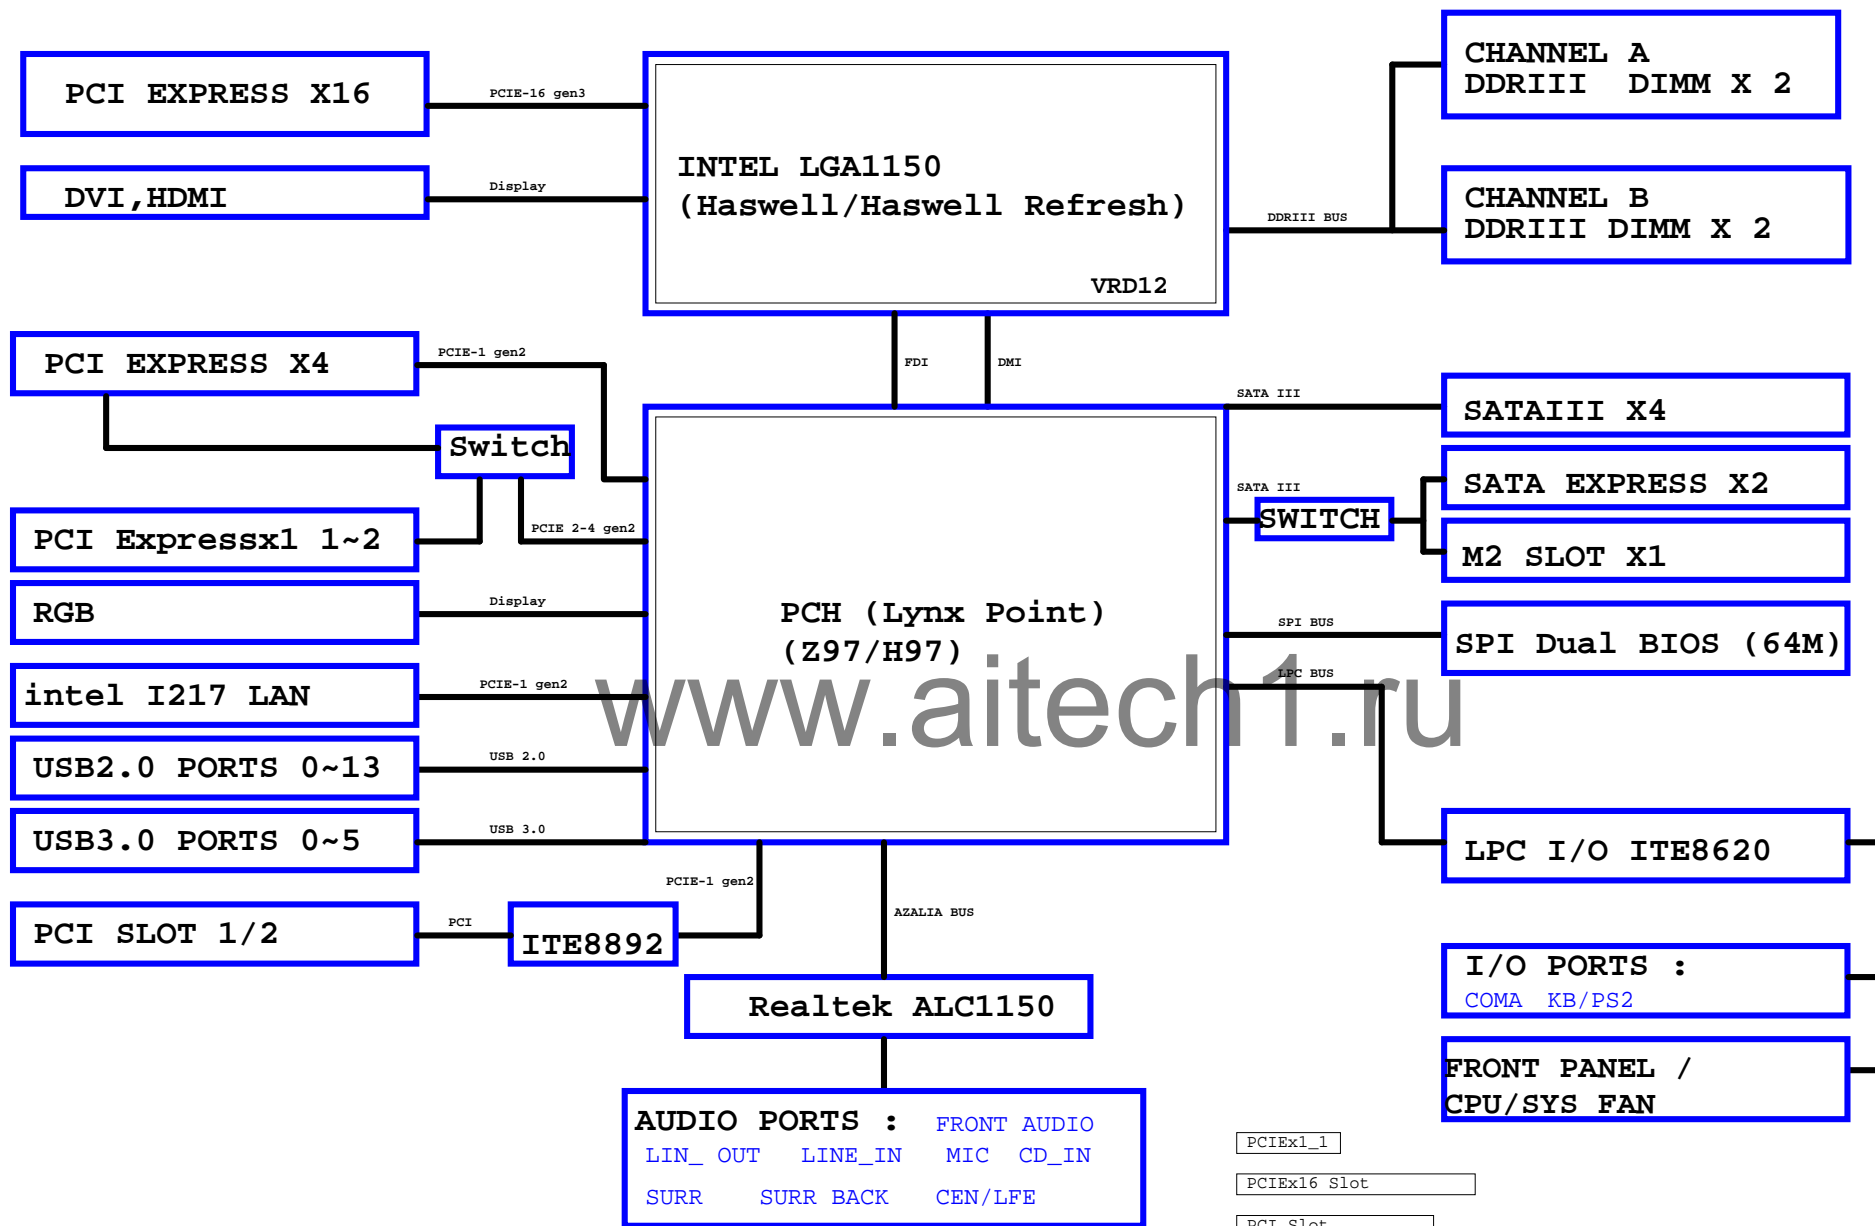 PCI EXPRESS X16
PCIE-16 gen3
DVI,HDMI
Display
INTEL LGA1150
(Haswell/Haswell Refresh)
VRD12
DDRIII BUS
CHANNEL A
DDRIII DIMM X 2
CHANNEL B
DDRIII DIMM X 2
FDI
DMI
PCI EXPRESS X4
PCIE-1 gen2
Switch
PCI Expressx1 1~2
PCIE 2-4 gen2
RGB
Display
intel I217 LAN
PCIE-1 gen2
USB2.0 PORTS 0~13
USB 2.0
USB3.0 PORTS 0~5
USB 3.0
PCI SLOT 1/2
PCI
ITE8892
PCIE-1 gen2
PCH (Lynx Point)
(Z97/H97)
www.aitech1.ru
SATA III
SATAIII X4
SATA III
SWITCH
SATA EXPRESS X2
M2 SLOT X1
SPI BUS
SPI Dual BIOS (64M)
LPC BUS
LPC I/O ITE8620
AZALIA BUS
Realtek ALC1150
I/O PORTS :
COMA KB/PS2
FRONT PANEL /
CPU/SYS FAN
AUDIO PORTS : FRONT AUDIO
LIN_ OUT LINE_IN MIC CD_IN
SURR SURR BACK CEN/LFE
PCIEx1_1
PCIEx16 Slot
PCI Slot